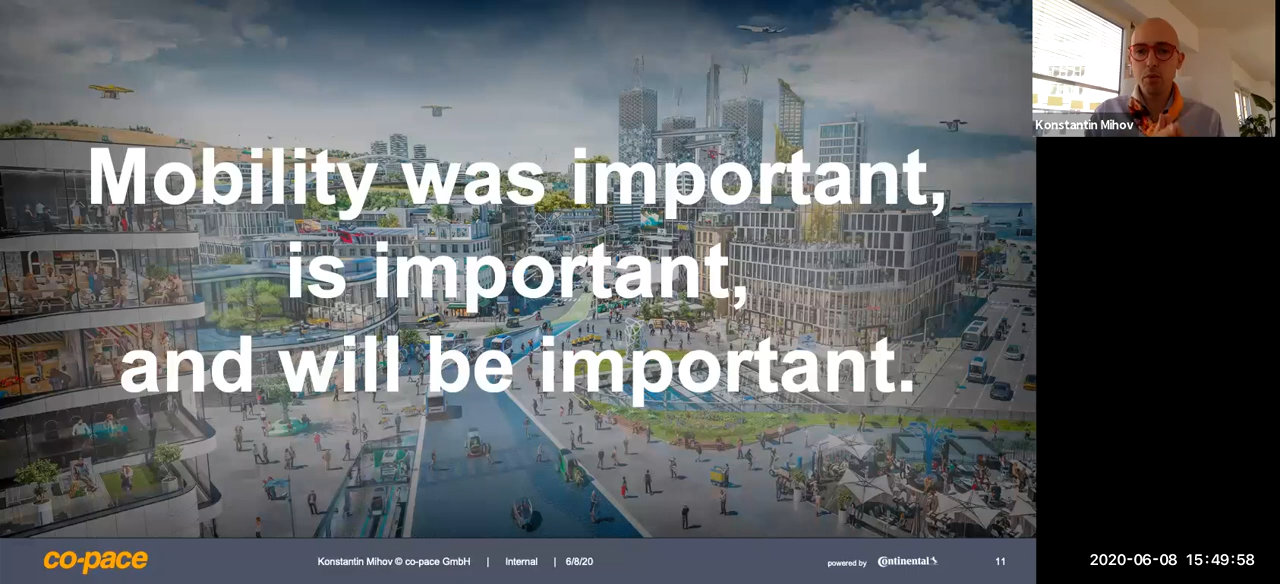 Mobility was important,
is important,
and will be important.
Konstantin Mihov
co-pace
Konstantin Mihov © co-pace GmbH | Internal | 6/8/20
powered by Continental
11
2020-06-08 15:49:58